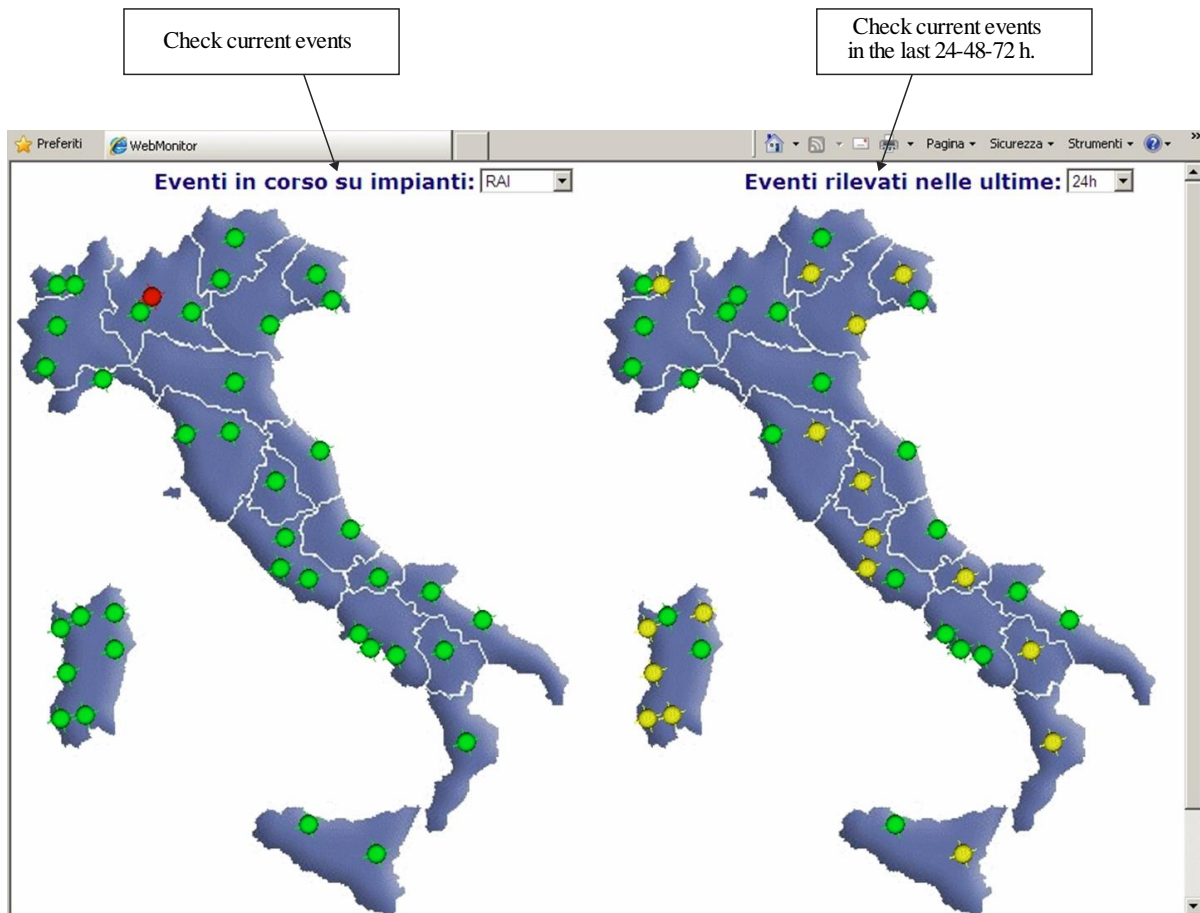 Check current events
Check current events
in the last 24-48-72 h.
Preferiti
WebMonitor
Pagina
Sicurezza
Strumenti
»
Eventi in corso su impianti: RAI
Eventi rilevati nelle ultime: 24h